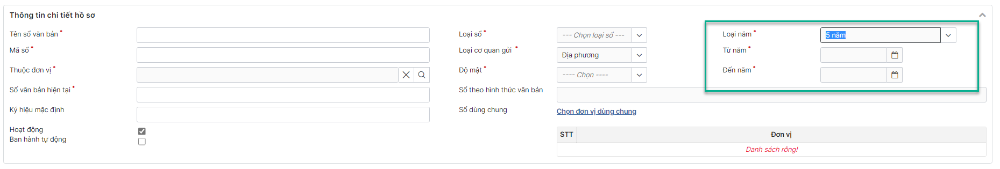 Thông tin chi tiết hồ sơ
Tên sổ văn bản *
Loại sổ *
--- Chọn loại sổ ---
Loại năm *
5 năm
Mã sổ *
Loại cơ quan gửi *
Địa phương
Từ năm *
Thuộc đơn vị *
Độ mật *
---- Chọn ----
Đến năm *
Số văn bản hiện tại *
Sổ theo hình thức văn bản
Ký hiệu mặc định
Sổ dùng chung
Chọn đơn vị dùng chung
Hoạt động
Ban hành tự động
STT
Đơn vị
Danh sách rỗng!